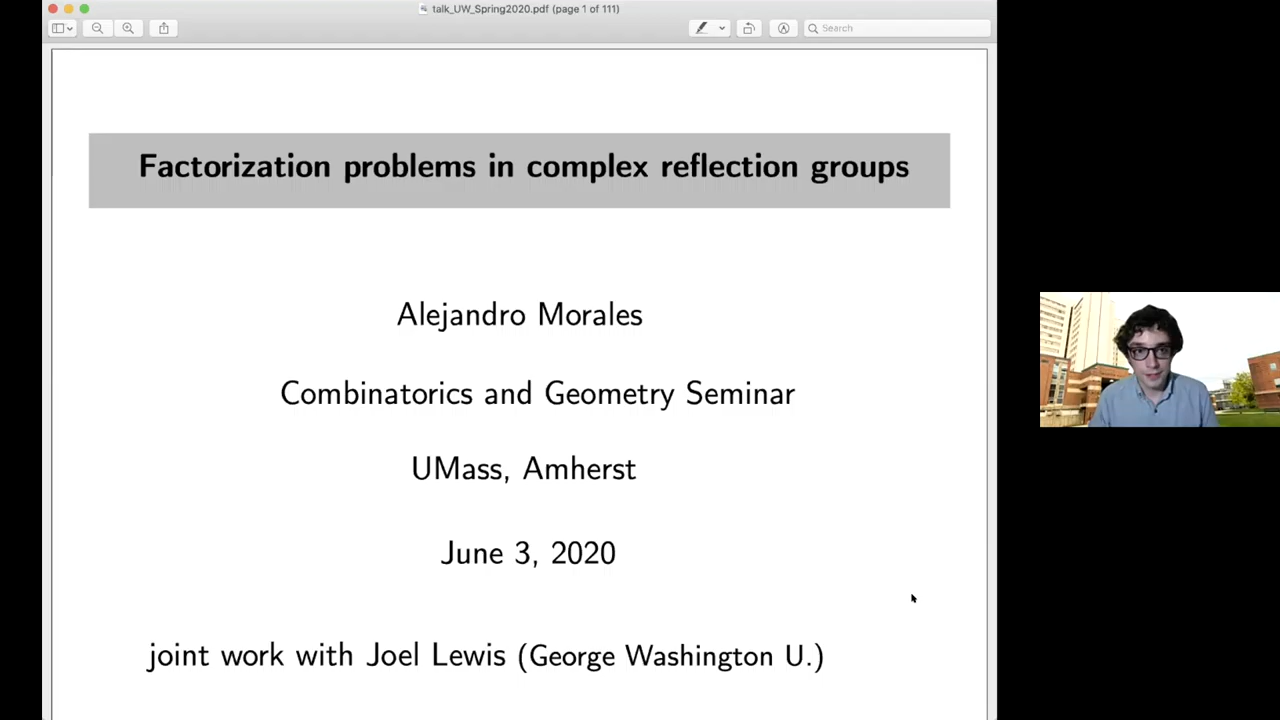 talk_UW_Spring2020.pdf (page 1 of 111)
Search
Factorization problems in complex reflection groups
Alejandro Morales
Combinatorics and Geometry Seminar
UMass, Amherst
June 3, 2020
joint work with Joel Lewis (George Washington U.)